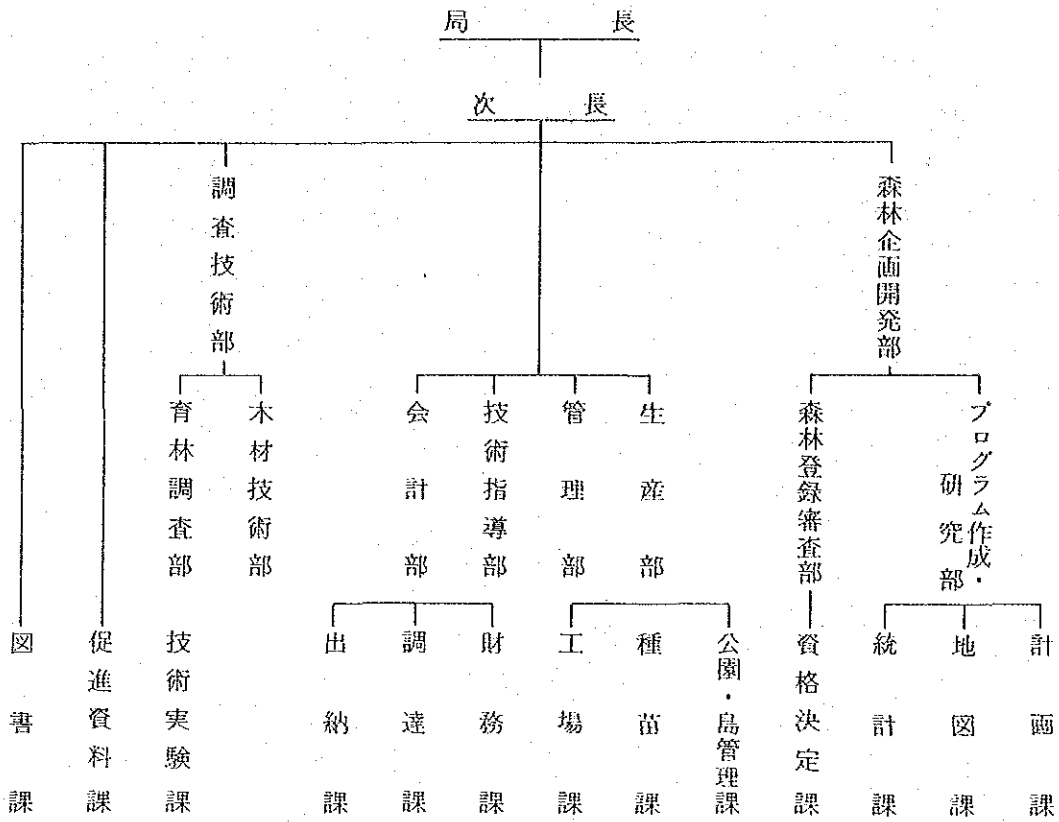 局長
次長
調査技術部
森林企画開発部
育林調査部
木材技術部
会計部
技術指導部
管理部
生産部
森林登録審査部
プログラム作成・
研究部
図書課
促進資料課
技術実験課
出納課
調達課
財務課
工場課
種苗課
公園・島管理課
資格決定課
統計課
地図課
計画課